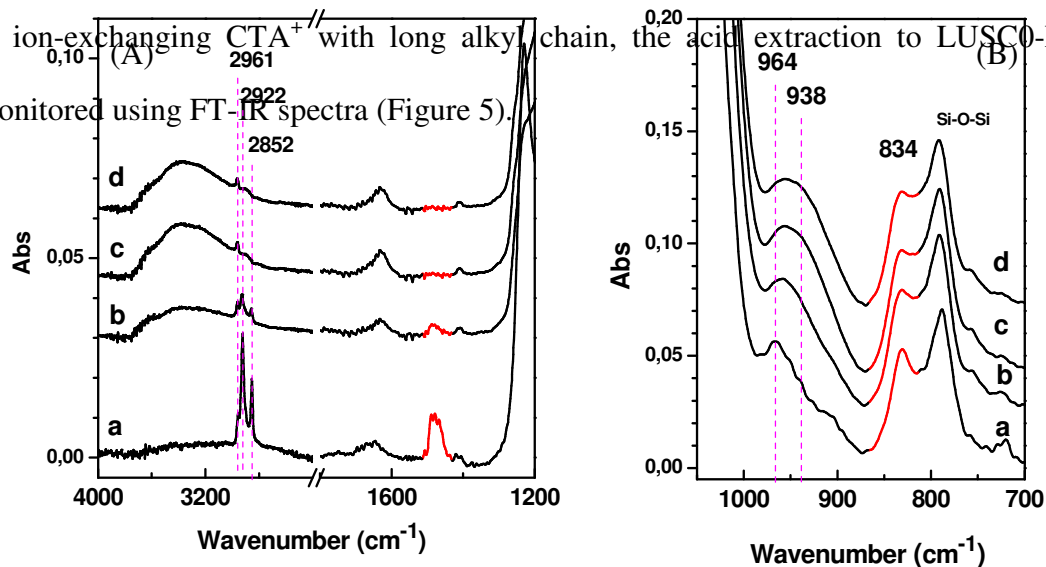 ion-exchanging CTA⁺ with long alkyl chain, the acid extraction to LUSC0-
onitored using FT-IR spectra (Figure 5).
(A)
2961
2922
2852
0,10
0,05
0,00
Abs
d
c
b
a
4000 3200 1600 1200
Wavenumber (cm⁻¹)
(B)
964
938
834
Si-O-Si
0,20
0,15
0,10
0,05
0,00
Abs
d
c
b
a
1000 900 800 700
Wavenumber (cm⁻¹)